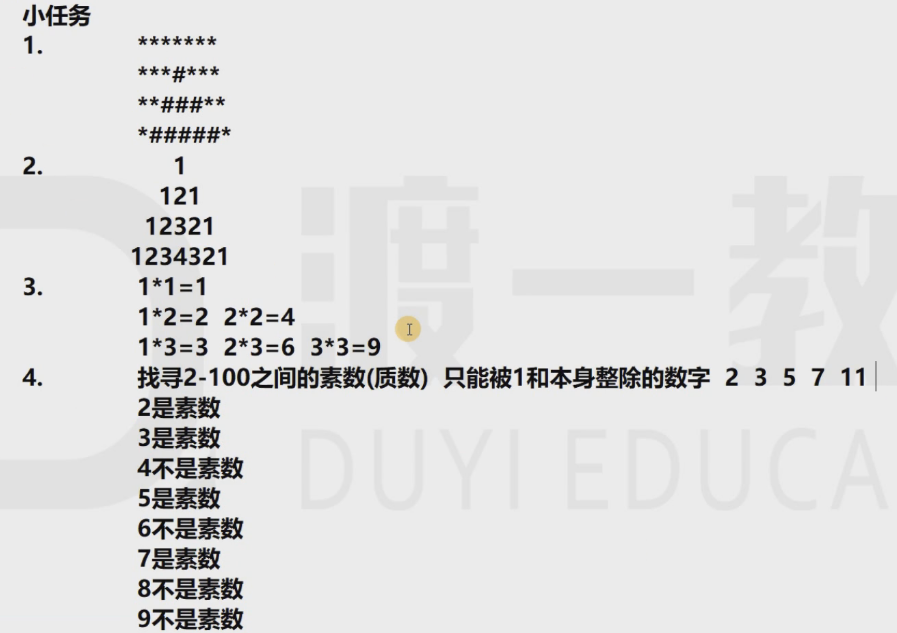 小任务
1. *******
***#***
**###**
*#####*
2. 1
121
12321
1234321
3. 1*1=1
1*2=2 2*2=4
1*3=3 2*3=6 3*3=9
4. 找寻2-100之间的素数(质数) 只能被1和本身整除的数字 2 3 5 7 11
2是素数
3是素数
4不是素数
5是素数
6不是素数
7是素数
8不是素数
9不是素数
渡一教
DUYI EDUCA